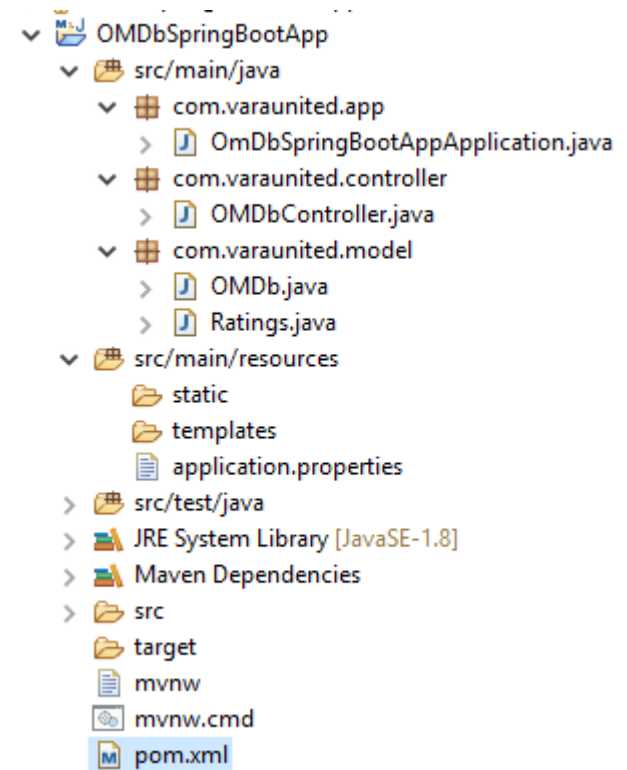 OMDbSpringBootApp
src/main/java
com.varaunited.app
OmDbSpringBootAppApplication.java
com.varaunited.controller
OMDbController.java
com.varaunited.model
OMDb.java
Ratings.java
src/main/resources
static
templates
application.properties
src/test/java
JRE System Library [JavaSE-1.8]
Maven Dependencies
src
target
mvnw
mvnw.cmd
pom.xml